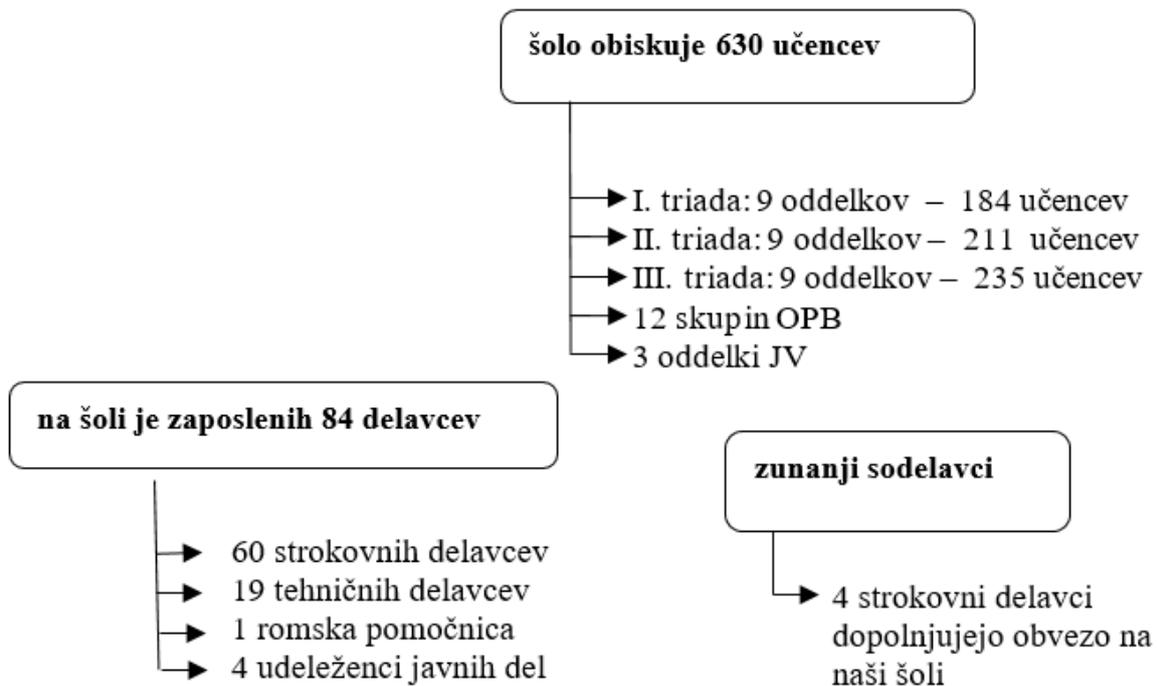 šolo obiskuje 630 učencev
I. triada: 9 oddelkov – 184 učencev
II. triada: 9 oddelkov – 211 učencev
III. triada: 9 oddelkov – 235 učencev
12 skupin OPB
3 oddelki JV
na šoli je zaposlenih 84 delavcev
60 strokovnih delavcev
19 tehničnih delavcev
1 romska pomočnica
4 udeleženci javnih del
zunanji sodelavci
4 strokovni delavci
dopolnjujejo obvezo na
naši šoli